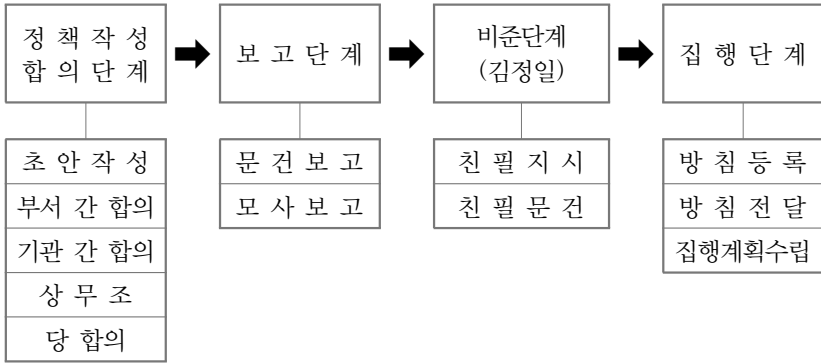 정 책 작 성
합 의 단 계
보 고 단 계
비준단계
(김정일)
집 행 단 계
초 안 작 성
부서 간 합의
기관 간 합의
상 무 조
당 합의
문 건 보 고
모 사 보 고
친 필 지 시
친 필 문 건
방 침 등 록
방 침 전 달
집행계획수립